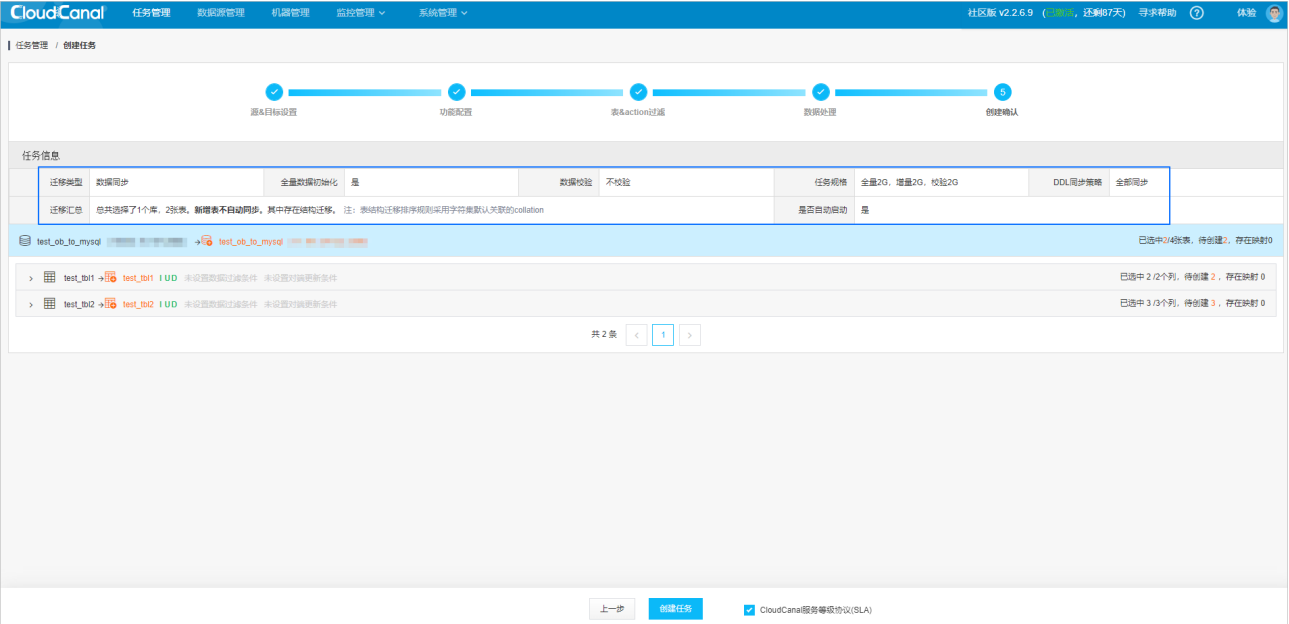 CloudCanal 任务管理 数据源管理 机器管理 监控管理 系统管理 社区版 v2.2.6.9 (已激活, 还剩87天) 寻求帮助 体验
任务管理 / 创建任务
5
源&目标设置 功能配置 表&action过滤 数据处理 创建确认
任务信息
迁移类型 数据同步 全量数据初始化 是 数据校验 不校验 任务规格 全量2G, 增量2G, 校验2G DDL同步策略 全部同步
迁移汇总 总共选择了1个库, 2张表。新增表不自动同步。其中存在结构迁移。 注: 表结构迁移排序规则采用字符集默认关联的collation 是否自动启动 是
test_ob_to_mysql → test_ob_to_mysql 已选中2/4张表, 待创建2, 存在映射0
test_tbl1 → test_tbl1 I U D 未设置数据过滤条件 未设置对端更新条件 已选中 2 /2个列, 待创建 2 , 存在映射 0
test_tbl2 → test_tbl2 I U D 未设置数据过滤条件 未设置对端更新条件 已选中 3 /3个列, 待创建 3 , 存在映射 0
共 2 条 < 1 >
上一步 创建任务 CloudCanal服务等级协议(SLA)